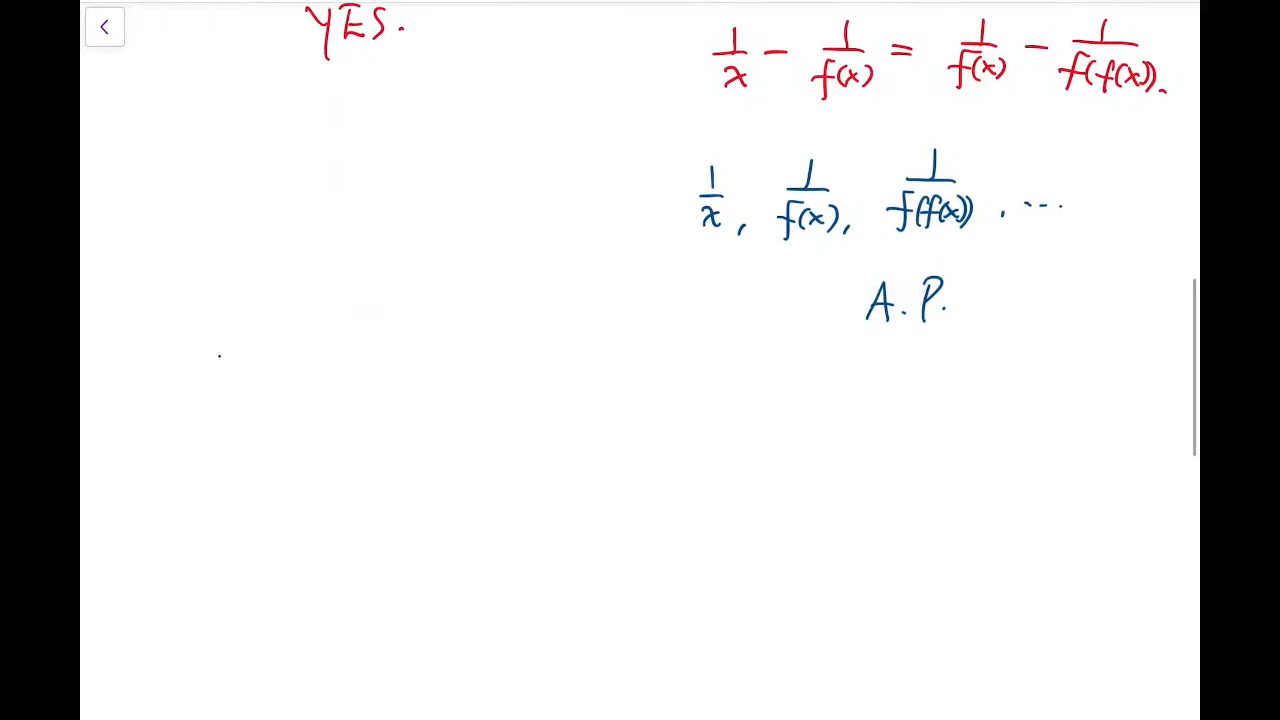 YES.
1/x - 1/f(x) = 1/f(x) - 1/f(f(x)).
1/x, 1/f(x), 1/f(f(x)), ...
A.P.